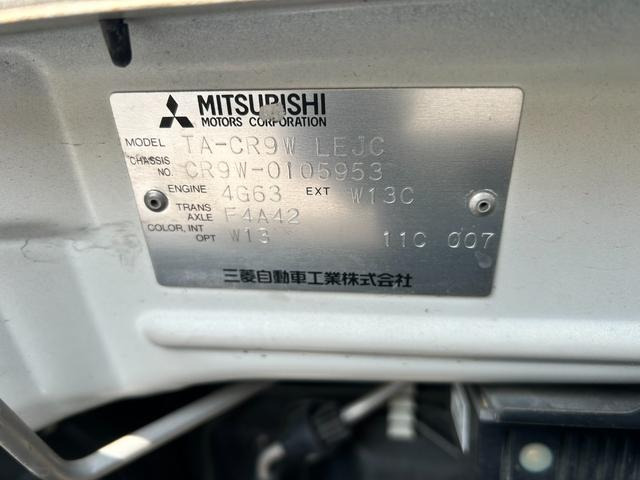 MITSUBISHI
MOTORS CORPORATION
MODEL TA-CR9W LEJC
CHASSIS NO. CR9W-0105953
ENGINE 4G63 EXT W13C
TRANS AXLE F4A42
COLOR, INT OPT W13 11C 007
三菱自動車工業株式会社